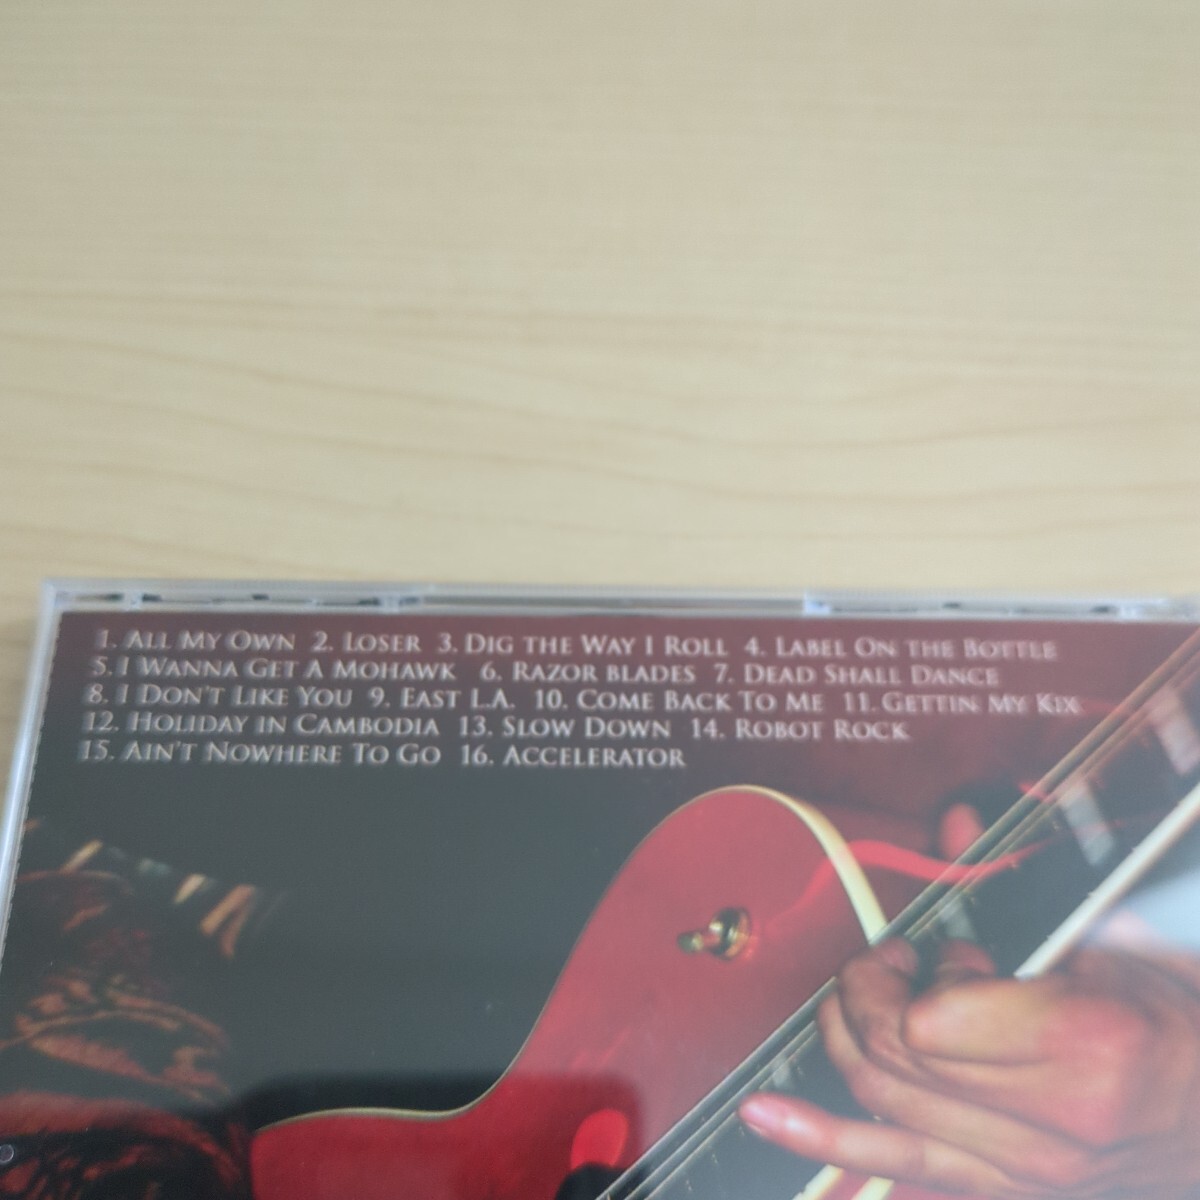 1. All My Own 2. Loser 3. Dig the Way I Roll 4. Label On the Bottle
5. I Wanna Get A Mohawk 6. Razor blades 7. Dead Shall Dance
8. I Don't Like You 9. East L.A. 10. Come Back To Me 11. Gettin My Kix
12. Holiday in Cambodia 13. Slow Down 14. Robot Rock
15. Ain't Nowhere To Go 16. Accelerator